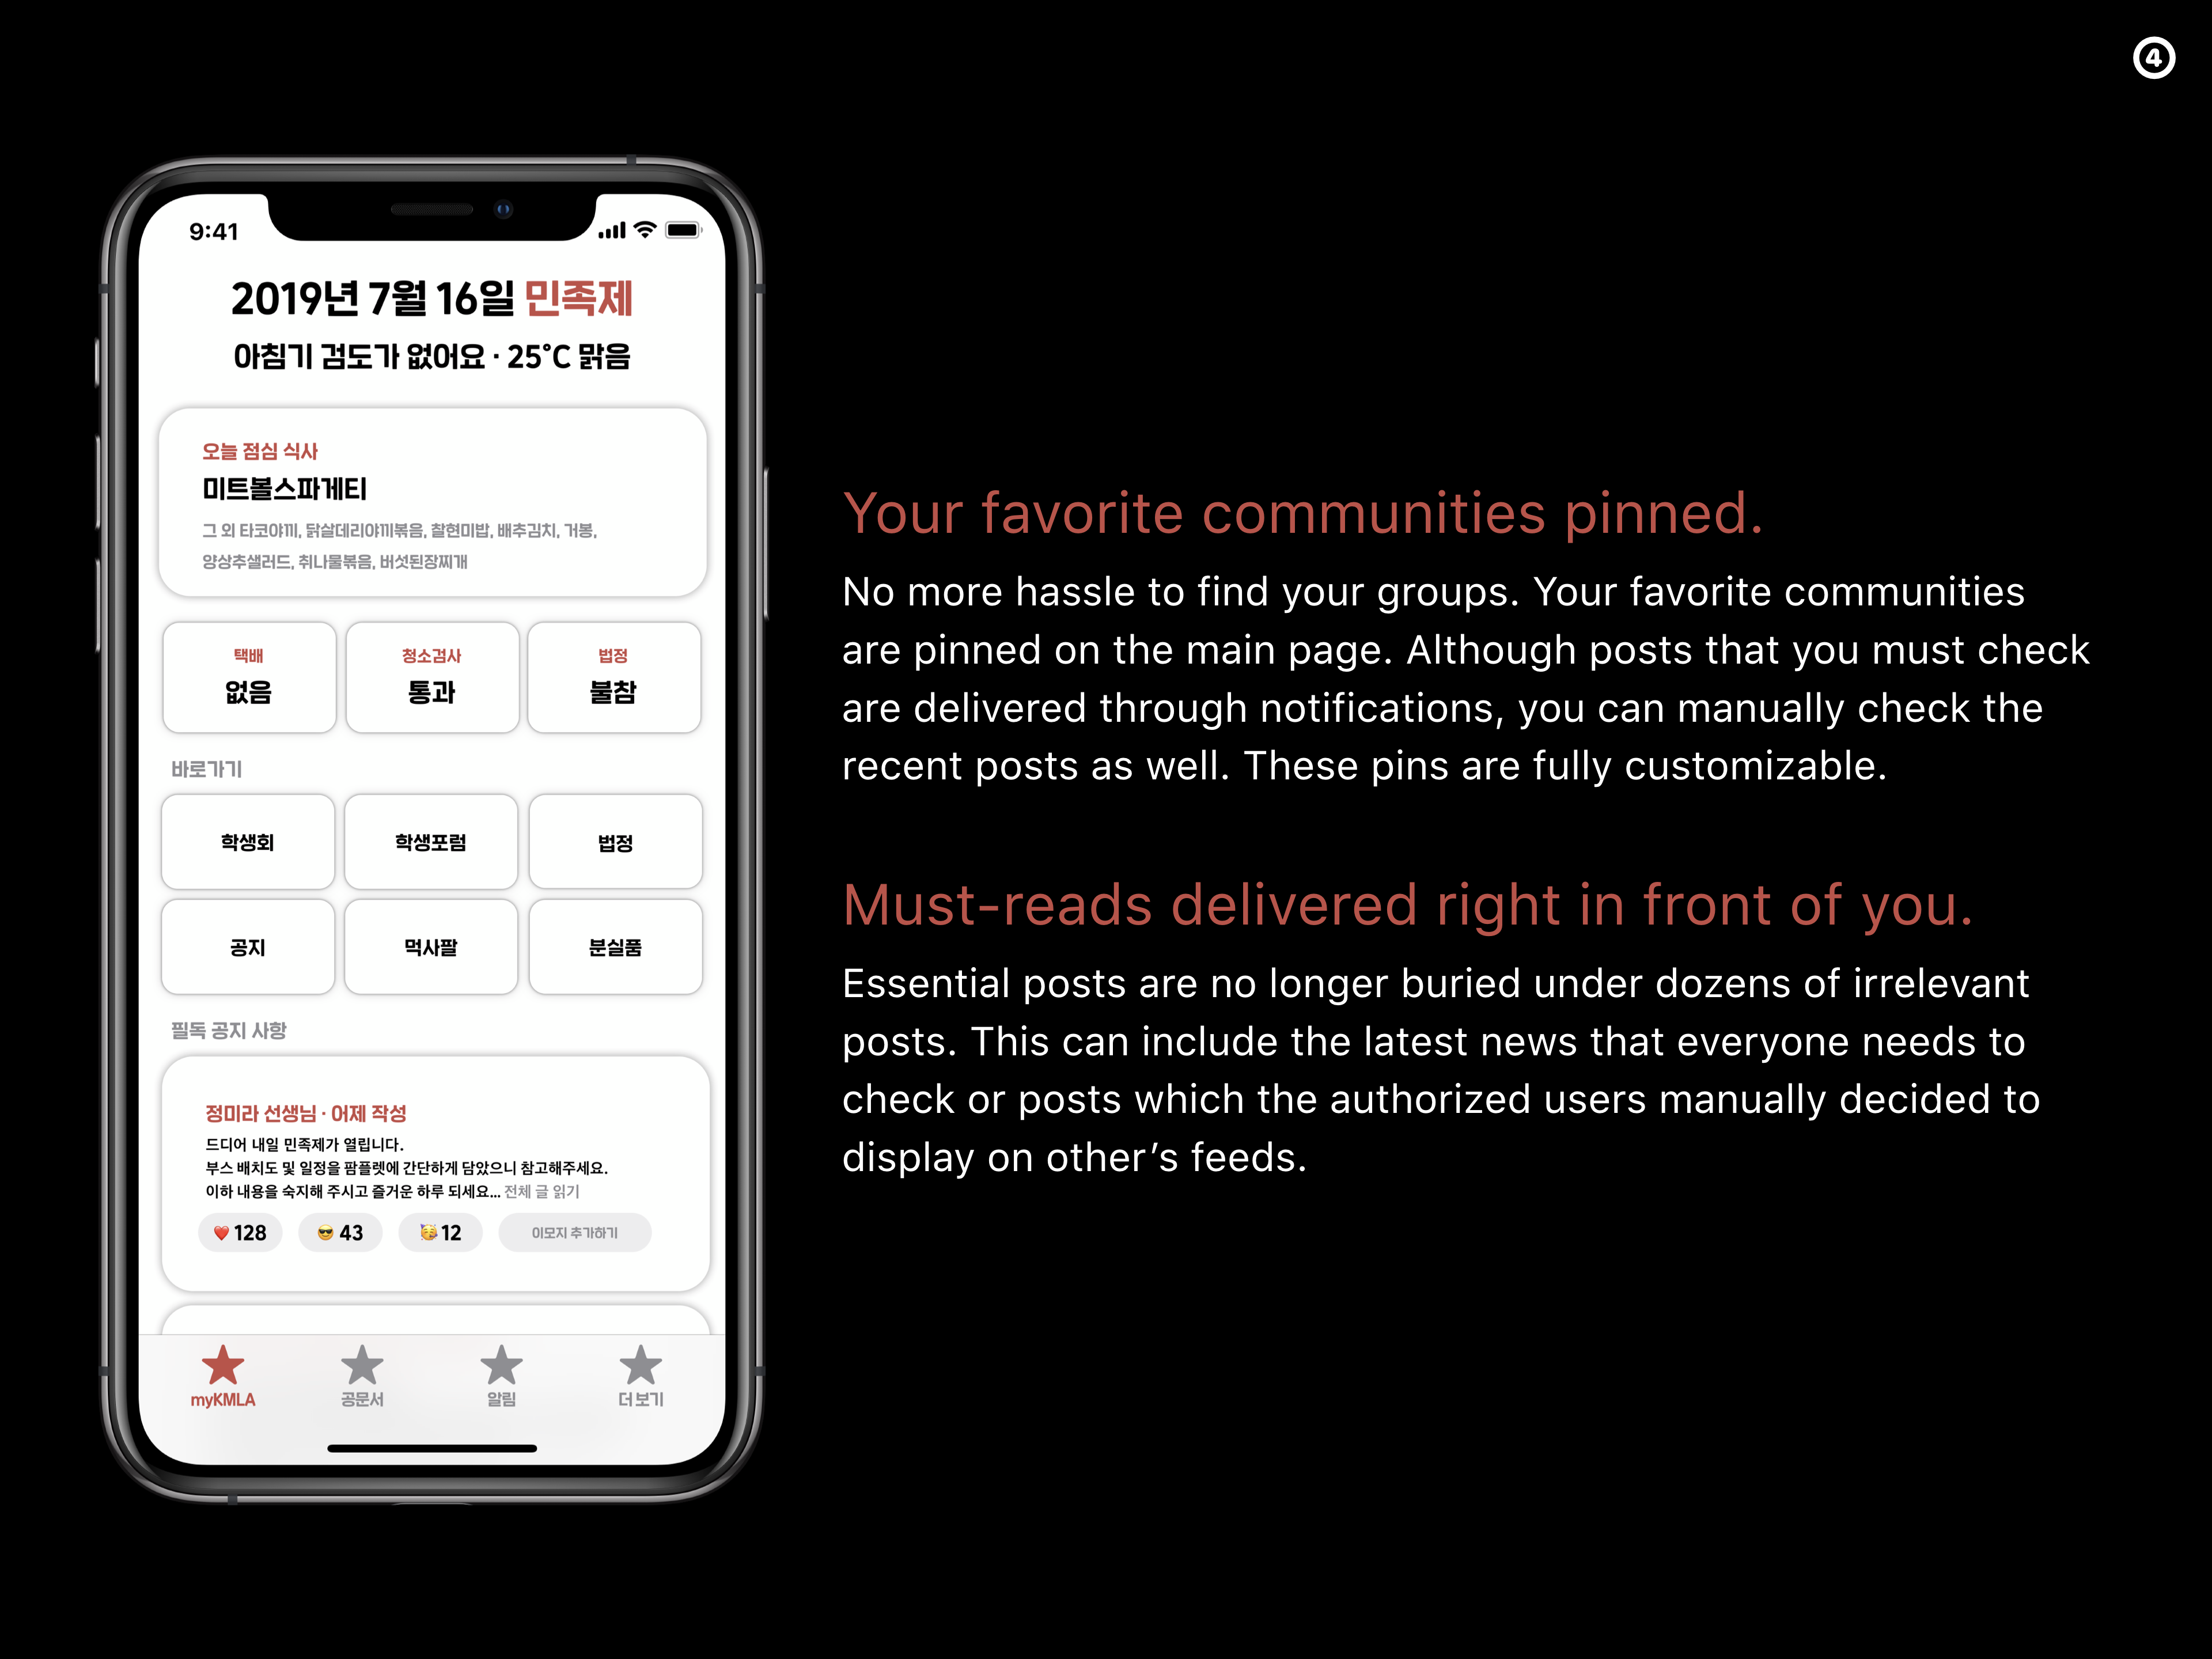 ④
9:41
2019년 7월 16일 민족제
아침기 검도가 없어요 · 25°C 맑음
오늘 점심 식사
미트볼스파게티
그 외 타코야끼, 닭살데리야끼볶음, 찰현미밥, 배추김치, 거봉,
양상추샐러드, 취나물볶음, 버섯된장찌개
택배 청소검사 법정
없음 통과 불참
바로가기
학생회 학생포럼 법정
공지 먹사팔 분실품
필독 공지 사항
정미라 선생님 · 어제 작성
드디어 내일 민족제가 열립니다.
부스 배치도 및 일정을 팜플렛에 간단하게 담았으니 참고해주세요.
이하 내용을 숙지해 주시고 즐거운 하루 되세요... 전체 글 읽기
❤️ 128 😎 43 🥳 12 이모지 추가하기
myKMLA 공문서 알림 더 보기
Your favorite communities pinned.
No more hassle to find your groups. Your favorite communities
are pinned on the main page. Although posts that you must check
are delivered through notifications, you can manually check the
recent posts as well. These pins are fully customizable.
Must-reads delivered right in front of you.
Essential posts are no longer buried under dozens of irrelevant
posts. This can include the latest news that everyone needs to
check or posts which the authorized users manually decided to
display on other’s feeds.